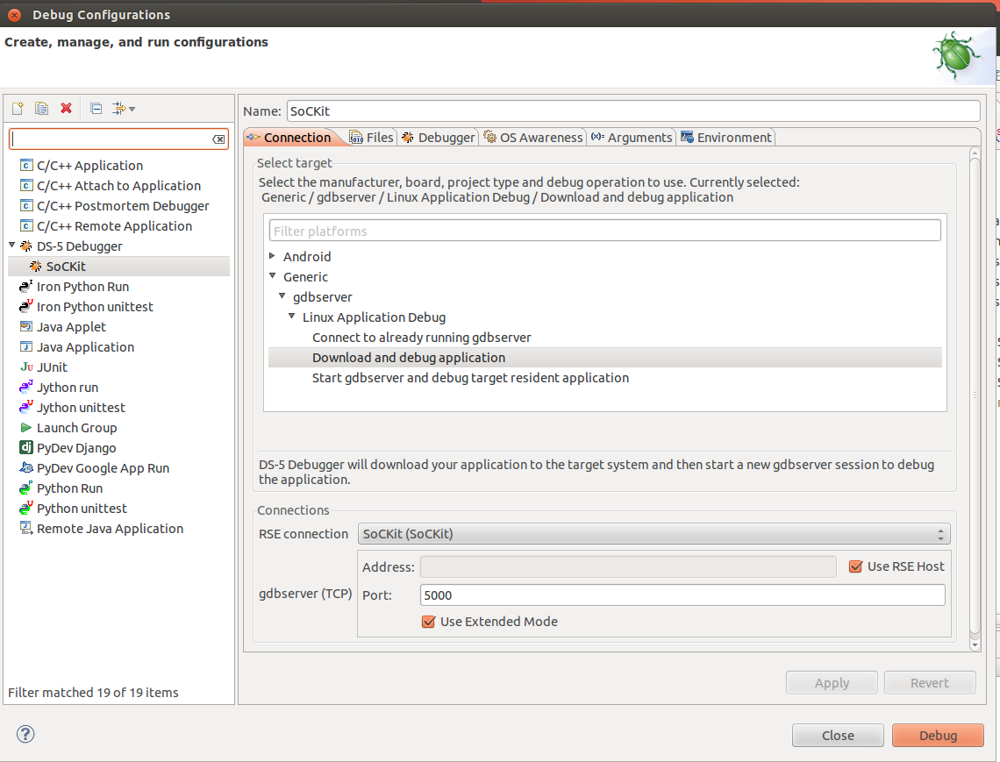 Debug Configurations
Create, manage, and run configurations
Name: SoCKit
Connection Files Debugger OS Awareness Arguments Environment
C/C++ Application
C/C++ Attach to Application
C/C++ Postmortem Debugger
C/C++ Remote Application
DS-5 Debugger
SoCKit
Iron Python Run
Iron Python unittest
Java Applet
Java Application
JUnit
Jython run
Jython unittest
Launch Group
PyDev Django
PyDev Google App Run
Python Run
Python unittest
Remote Java Application
Filter matched 19 of 19 items
Select target
Select the manufacturer, board, project type and debug operation to use. Currently selected:
Generic / gdbserver / Linux Application Debug / Download and debug application
Filter platforms
Android
Generic
gdbserver
Linux Application Debug
Connect to already running gdbserver
Download and debug application
Start gdbserver and debug target resident application
DS-5 Debugger will download your application to the target system and then start a new gdbserver session to debug
the application.
Connections
RSE connection SoCKit (SoCKit)
gdbserver (TCP)
Address: Use RSE Host
Port: 5000
Use Extended Mode
Apply Revert
Close Debug